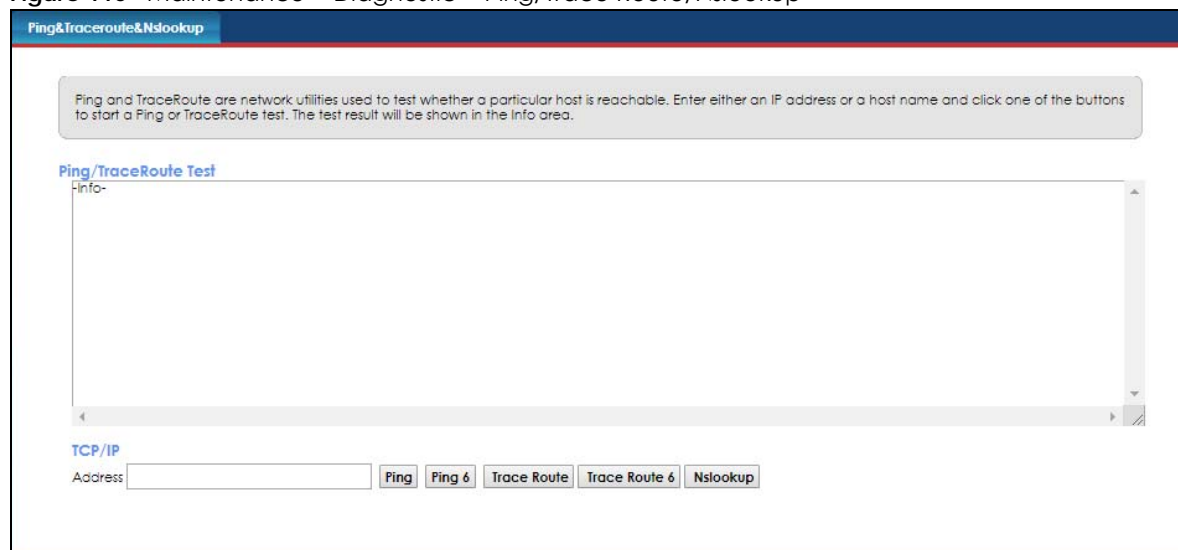 Ping&Traceroute&Nslookup
Ping and TraceRoute are network utilities used to test whether a particular host is reachable. Enter either an IP address or a host name and click one of the buttons
to start a Ping or TraceRoute test. The test result will be shown in the Info area.
Ping/TraceRoute Test
-Info-
TCP/IP
Address Ping Ping 6 Trace Route Trace Route 6 Nslookup